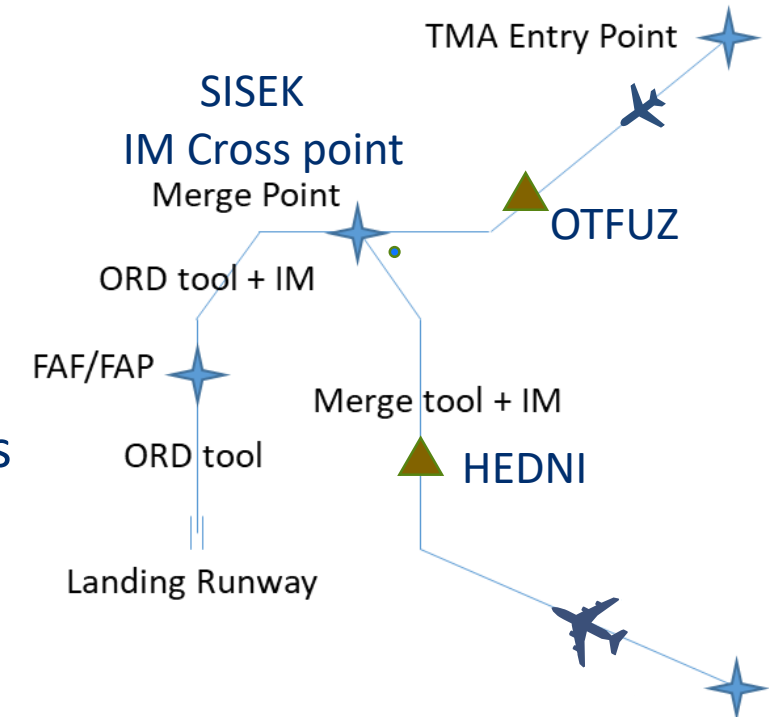 TMA Entry Point
SISEK
IM Cross point
Merge Point
OTFUZ
ORD tool + IM
FAF/FAP
Merge tool + IM
s
ORD tool
HEDNI
Landing Runway